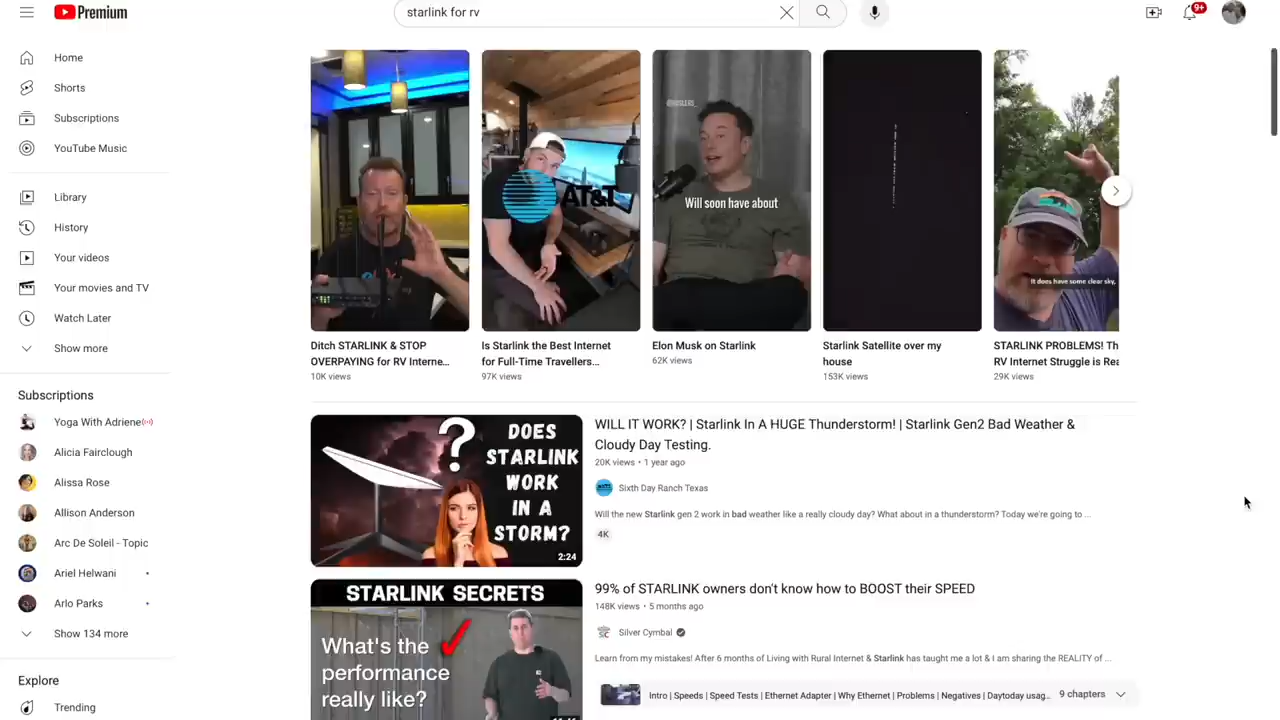 Premium
starlink for rv
9+
Home
Shorts
Subscriptions
YouTube Music
Library
History
Your videos
Your movies and TV
Watch Later
Show more
Subscriptions
Yoga With Adriene
Alicia Fairclough
Alissa Rose
Allison Anderson
Arc De Soleil - Topic
Ariel Helwani
Arlo Parks
Show 134 more
Explore
Trending
AT&T
Will soon have about
It does have some clear sky,
Ditch STARLINK & STOP
OVERPAYING for RV Interne...
10K views
Is Starlink the Best Internet
for Full-Time Travellers...
97K views
Elon Musk on Starlink
62K views
Starlink Satellite over my
house
153K views
STARLINK PROBLEMS! Th
RV Internet Struggle is Rea
29K views
?
DOES
STARLINK
WORK
IN A
STORM?
2:24
WILL IT WORK? | Starlink In A HUGE Thunderstorm! | Starlink Gen2 Bad Weather &
Cloudy Day Testing.
20K views • 1 year ago
Sixth Day Ranch Texas
Will the new Starlink gen 2 work in bad weather like a really cloudy day? What about in a thunderstorm? Today we're going to ...
4K
STARLINK SECRETS
What's the
performance
really like?
99% of STARLINK owners don't know how to BOOST their SPEED
148K views • 5 months ago
Silver Cymbal
Learn from my mistakes! After 6 months of Living with Rural Internet & Starlink has taught me a lot & I am sharing the REALITY of ...
Intro | Speeds | Speed Tests | Ethernet Adapter | Why Ethernet | Problems | Negatives | Daytoday usag...
9 chapters